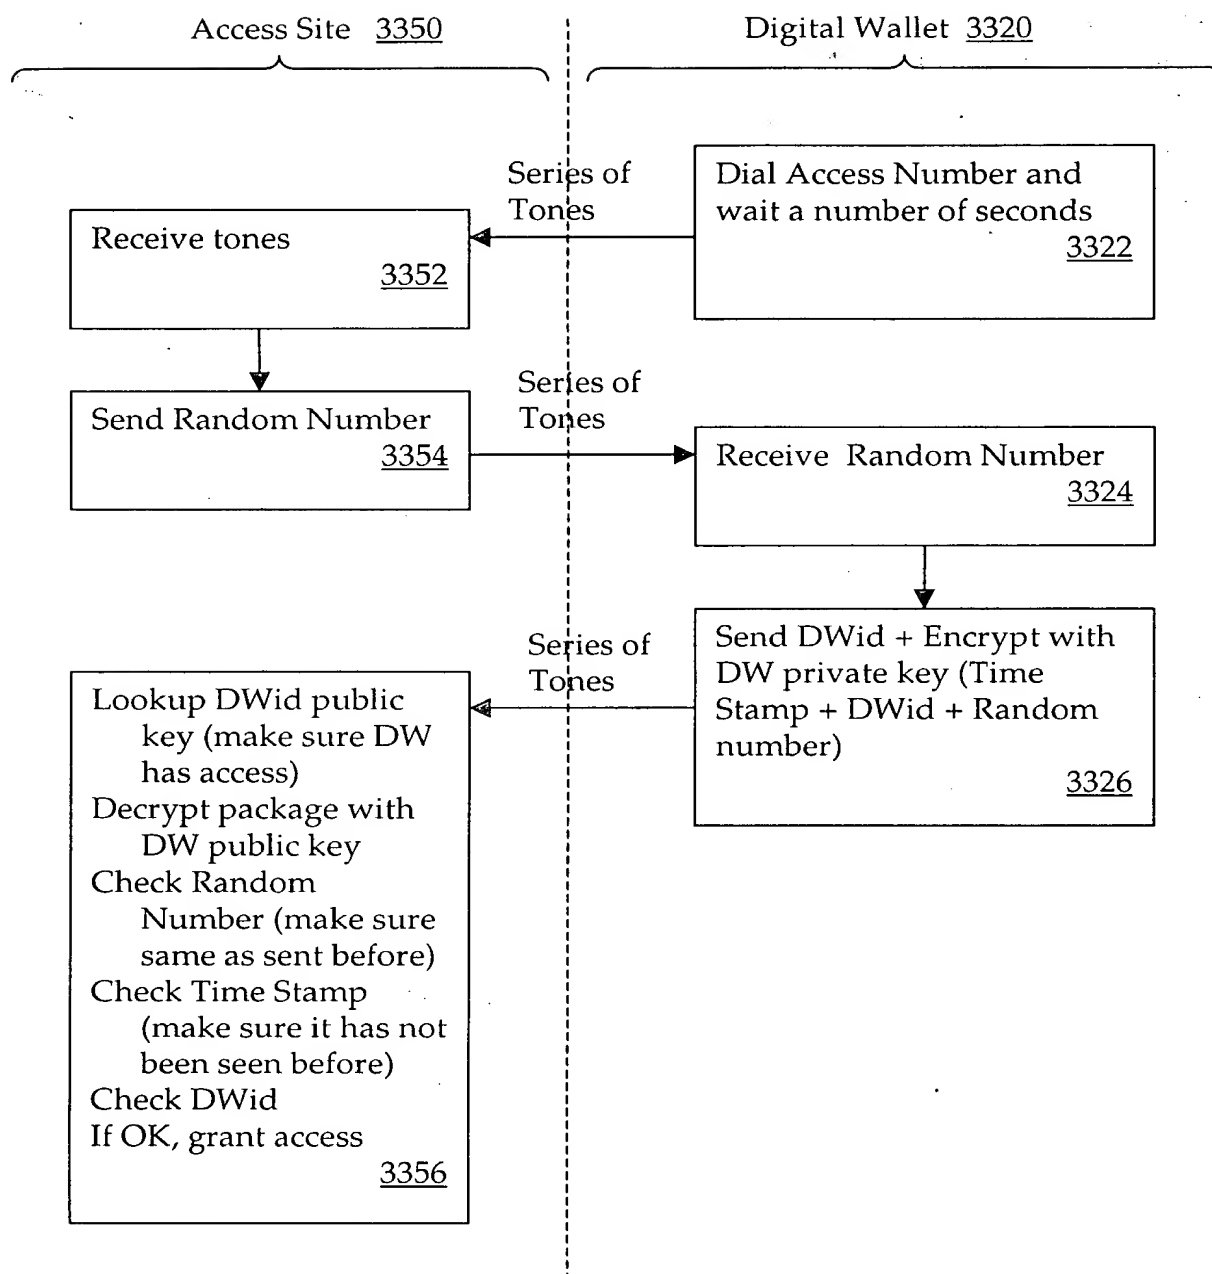 Access Site 3350
Digital Wallet 3320
Series of
Tones
Dial Access Number and
wait a number of seconds
3322
Receive tones
3352
Series of
Tones
Send Random Number
3354
Receive Random Number
3324
Series of
Tones
Send DWid + Encrypt with
DW private key (Time
Stamp + DWid + Random
number)
3326
Lookup DWid public
key (make sure DW
has access)
Decrypt package with
DW public key
Check Random
Number (make sure
same as sent before)
Check Time Stamp
(make sure it has not
been seen before)
Check DWid
If OK, grant access
3356